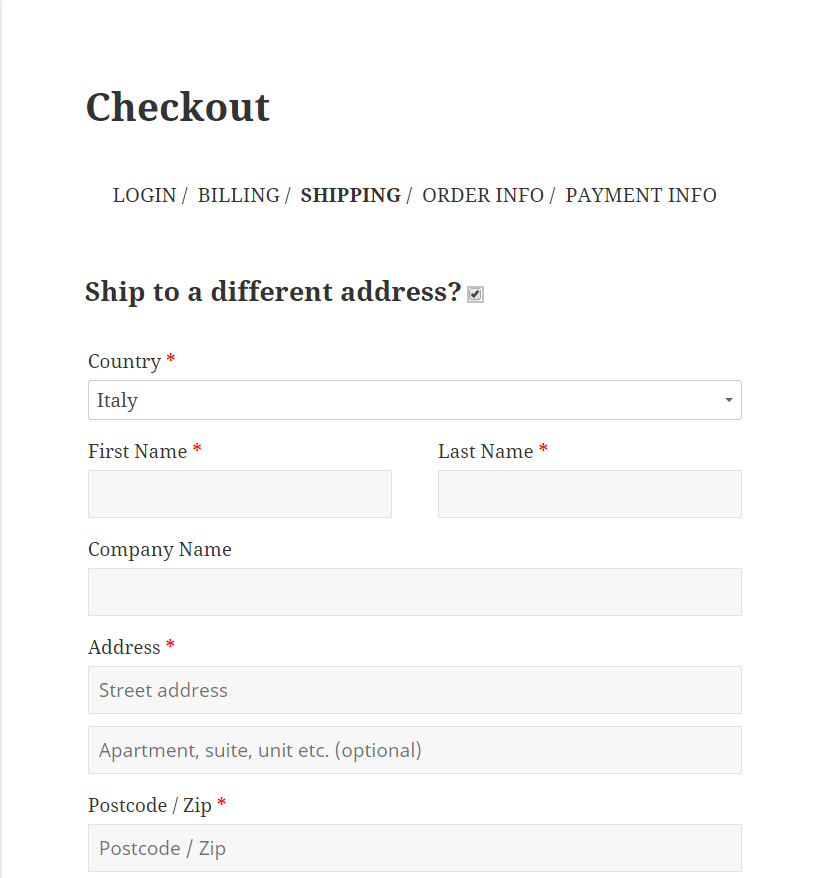 Checkout
LOGIN / BILLING / SHIPPING / ORDER INFO / PAYMENT INFO
Ship to a different address?
Country *
Italy
First Name * Last Name *
Company Name
Address *
Street address
Apartment, suite, unit etc. (optional)
Postcode / Zip *
Postcode / Zip